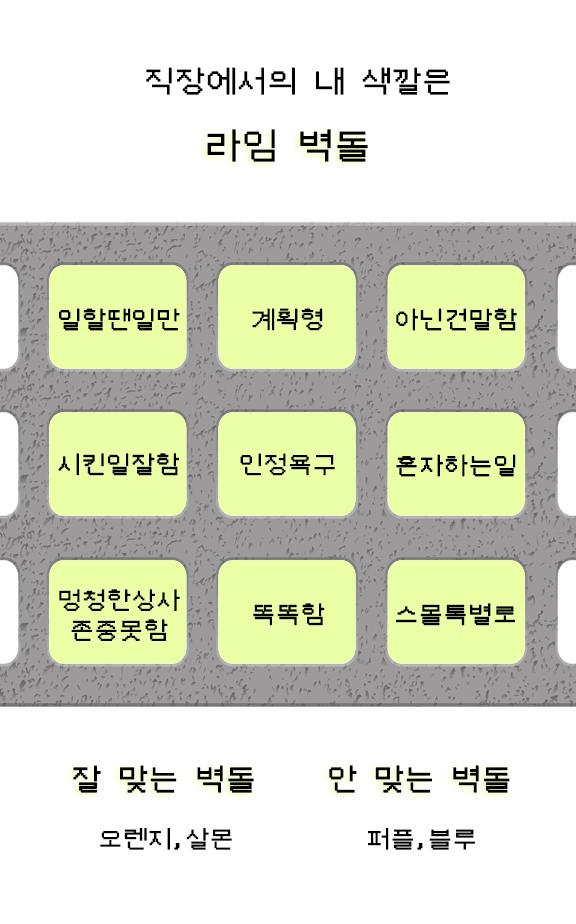 직장에서의 내 색깔은
라임 벽돌
일할땐일만 계획형 아닌건말함
시킨일잘함 인정욕구 혼자하는일
멍청한상사
존중못함
똑똑함 스몰톡별로
잘 맞는 벽돌 안 맞는 벽돌
오렌지,살몬 퍼플,블루